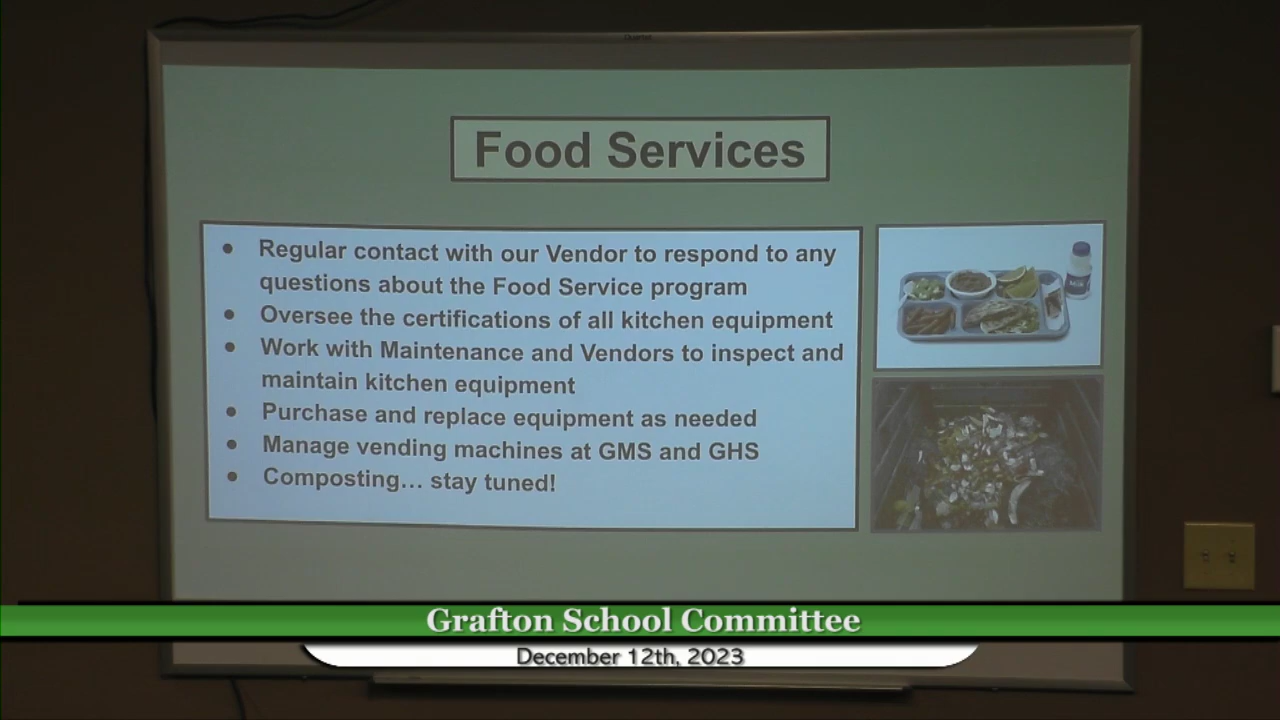 Food Services
• Regular contact with our Vendor to respond to any
questions about the Food Service program
• Oversee the certifications of all kitchen equipment
• Work with Maintenance and Vendors to inspect and
maintain kitchen equipment
• Purchase and replace equipment as needed
• Manage vending machines at GMS and GHS
• Composting... stay tuned!
Grafton School Committee
December 12th, 2023